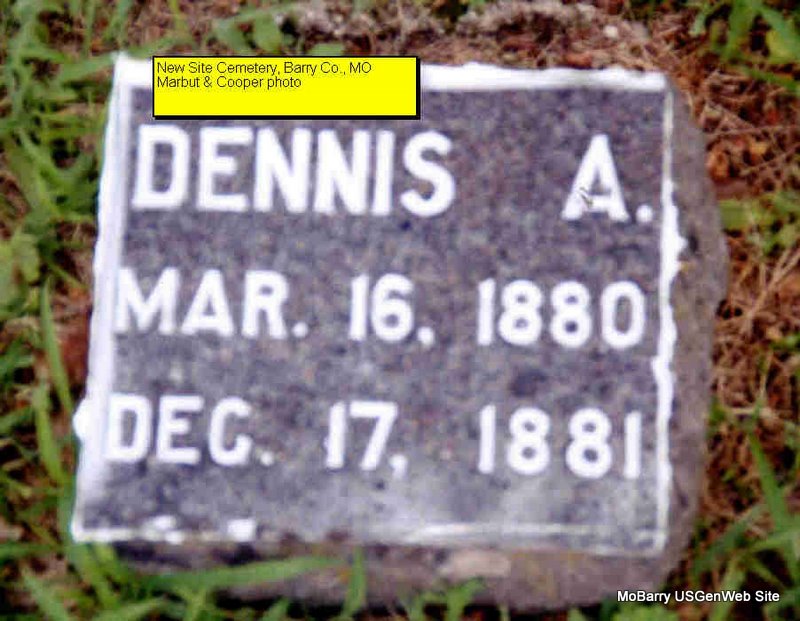 New Site Cemetery, Barry Co., MO
Marbut & Cooper photo
DENNIS A.
MAR. 16, 1880
DEC. 17, 1881
MoBarry USGenWeb Site